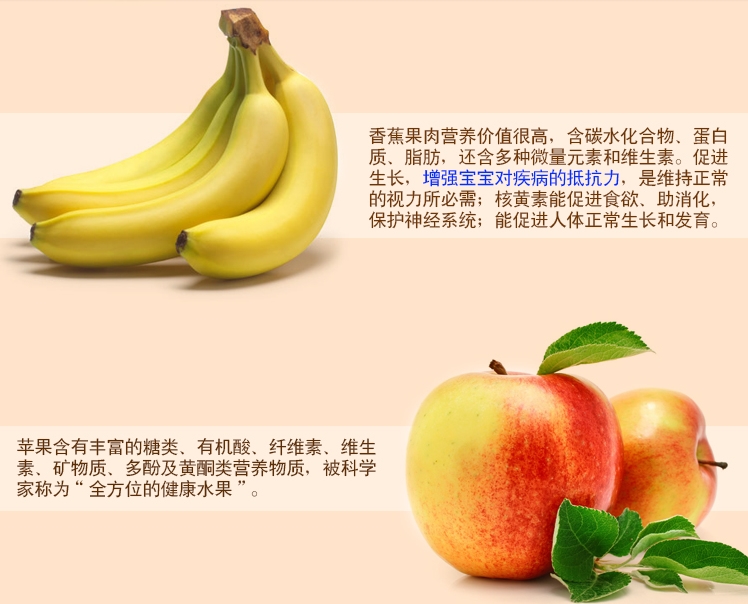 香蕉果肉营养价值很高，含碳水化合物、蛋白
质、脂肪，还含多种微量元素和维生素。促进
生长，增强宝宝对疾病的抵抗力，是维持正常
的视力所必需；核黄素能促进食欲、助消化，
保护神经系统；能促进人体正常生长和发育。
苹果含有丰富的糖类、有机酸、纤维素、维生
素、矿物质、多酚及黄酮类营养物质，被科学
家称为“全方位的健康水果”。